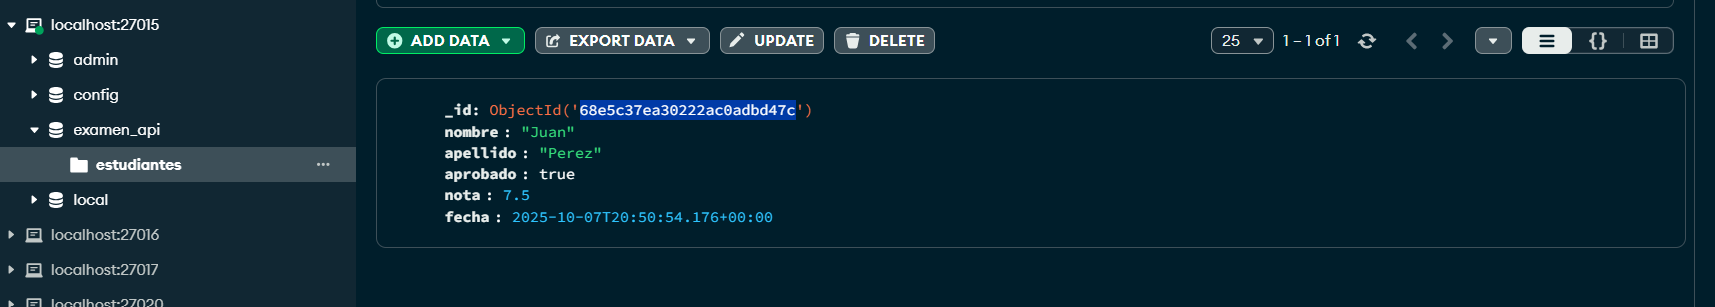 localhost:27015
admin
config
examen_api
estudiantes
local
localhost:27016
localhost:27017
localhost:27020
ADD DATA EXPORT DATA UPDATE DELETE 25 1 – 1 of 1 {}
_id: ObjectId('68e5c37ea30222ac0adbd47c')
nombre : "Juan"
apellido : "Perez"
aprobado : true
nota : 7.5
fecha : 2025-10-07T20:50:54.176+00:00